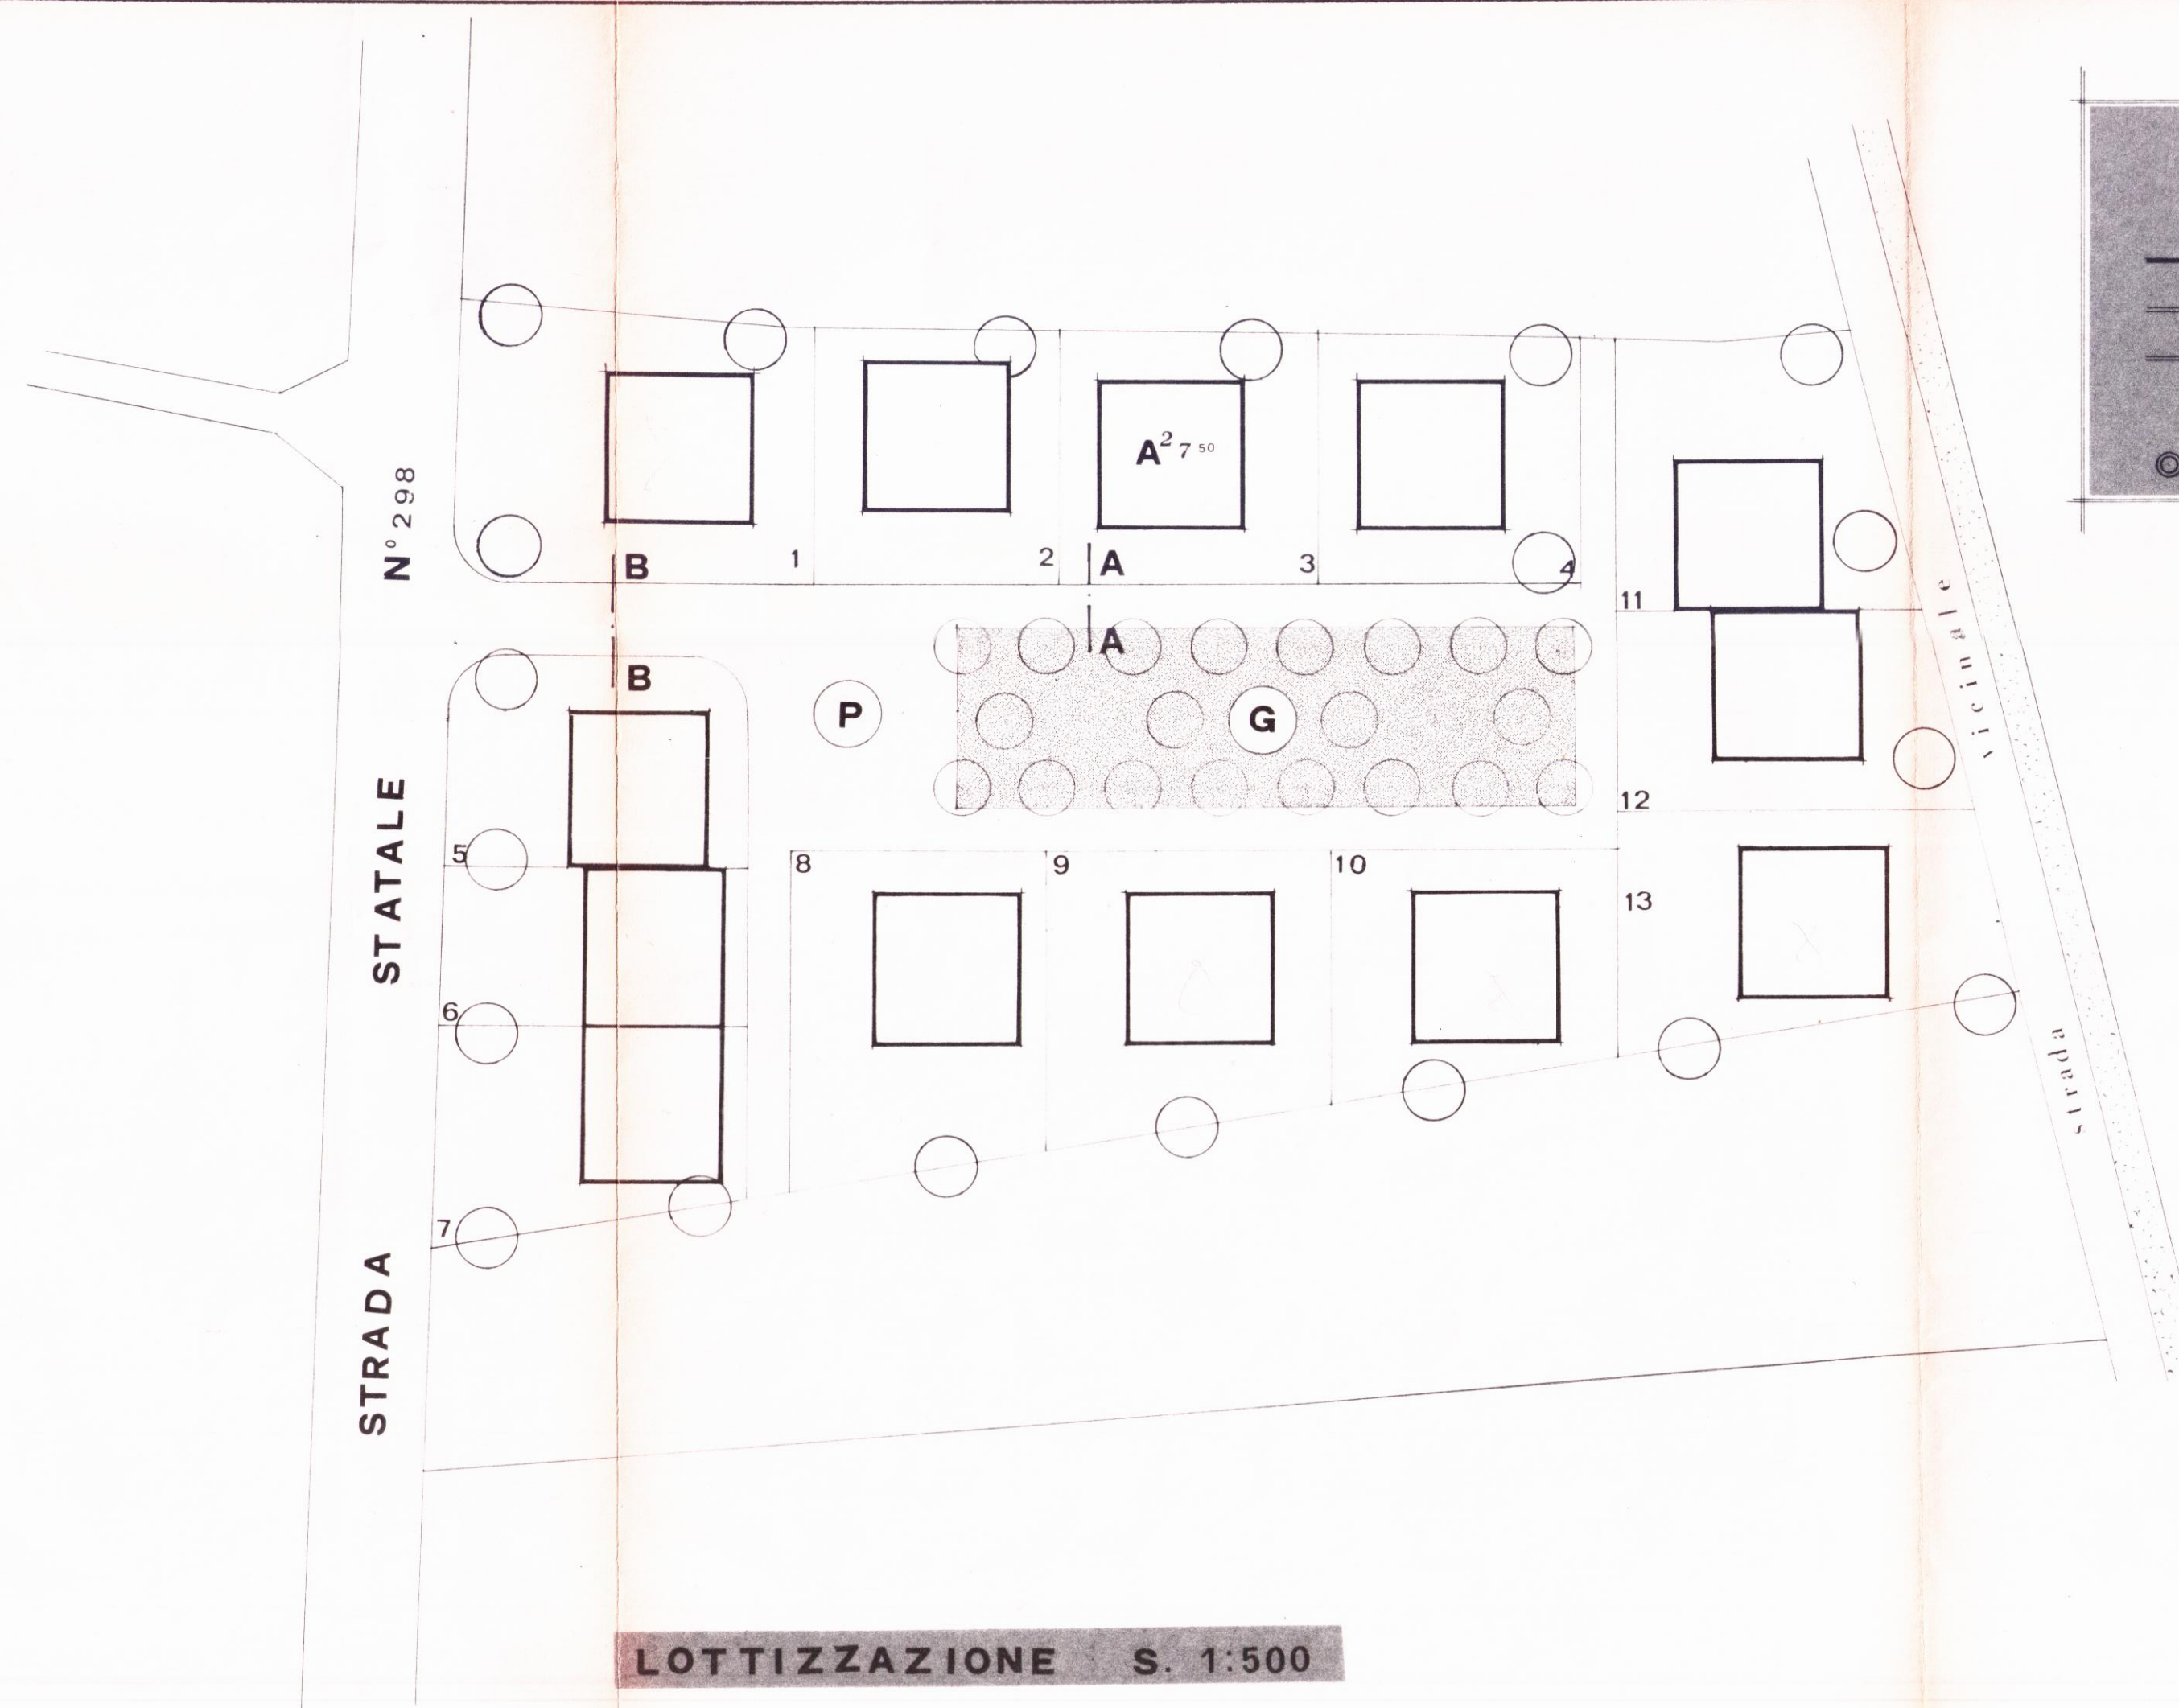 N° 298
STATALE
STRADA
A² 7 50
B
1
2
A
3
4
B
A
P
G
11
12
5
8
9
10
13
6
7
vicinale
strada
LOTTIZZAZIONE S. 1:500